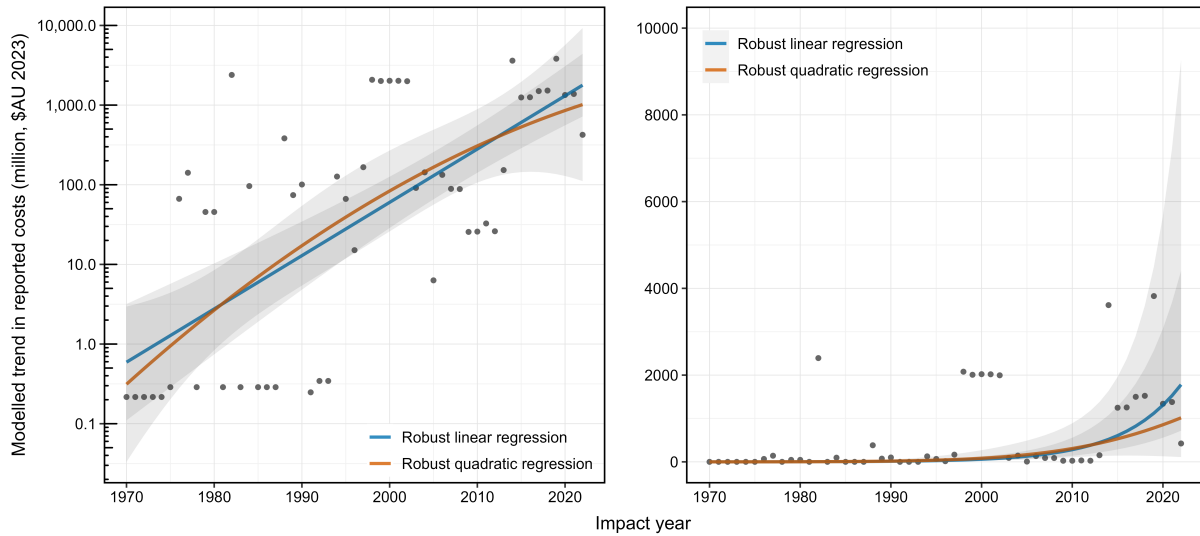 Modelled trend in reported costs (million, $AU 2023)
10,000.0
1,000.0
100.0
10.0
1.0
0.1
Robust linear regression
Robust quadratic regression
1970 1980 1990 2000 2010 2020
10000
8000
6000
4000
2000
0
Robust linear regression
Robust quadratic regression
1970 1980 1990 2000 2010 2020
Impact year